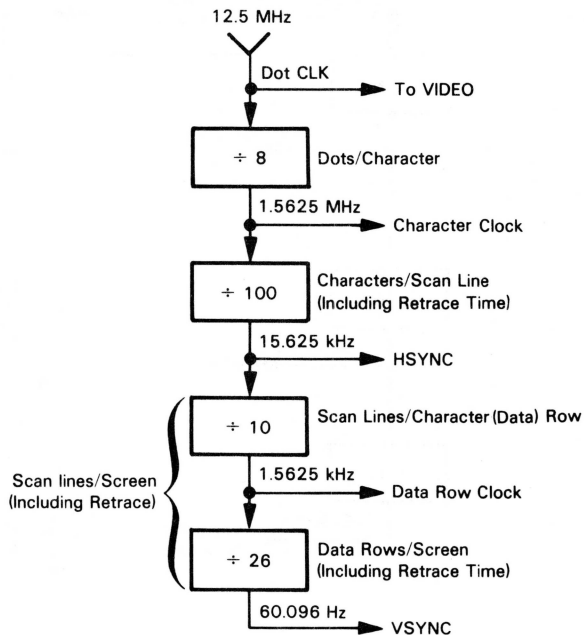 12.5 MHz
Dot CLK
To VIDEO
÷ 8
Dots/Character
1.5625 MHz
Character Clock
÷ 100
Characters/Scan Line
(Including Retrace Time)
15.625 kHz
HSYNC
÷ 10
Scan Lines/Character (Data) Row
Scan lines/Screen
(Including Retrace)
1.5625 kHz
Data Row Clock
÷ 26
Data Rows/Screen
(Including Retrace Time)
60.096 Hz
VSYNC